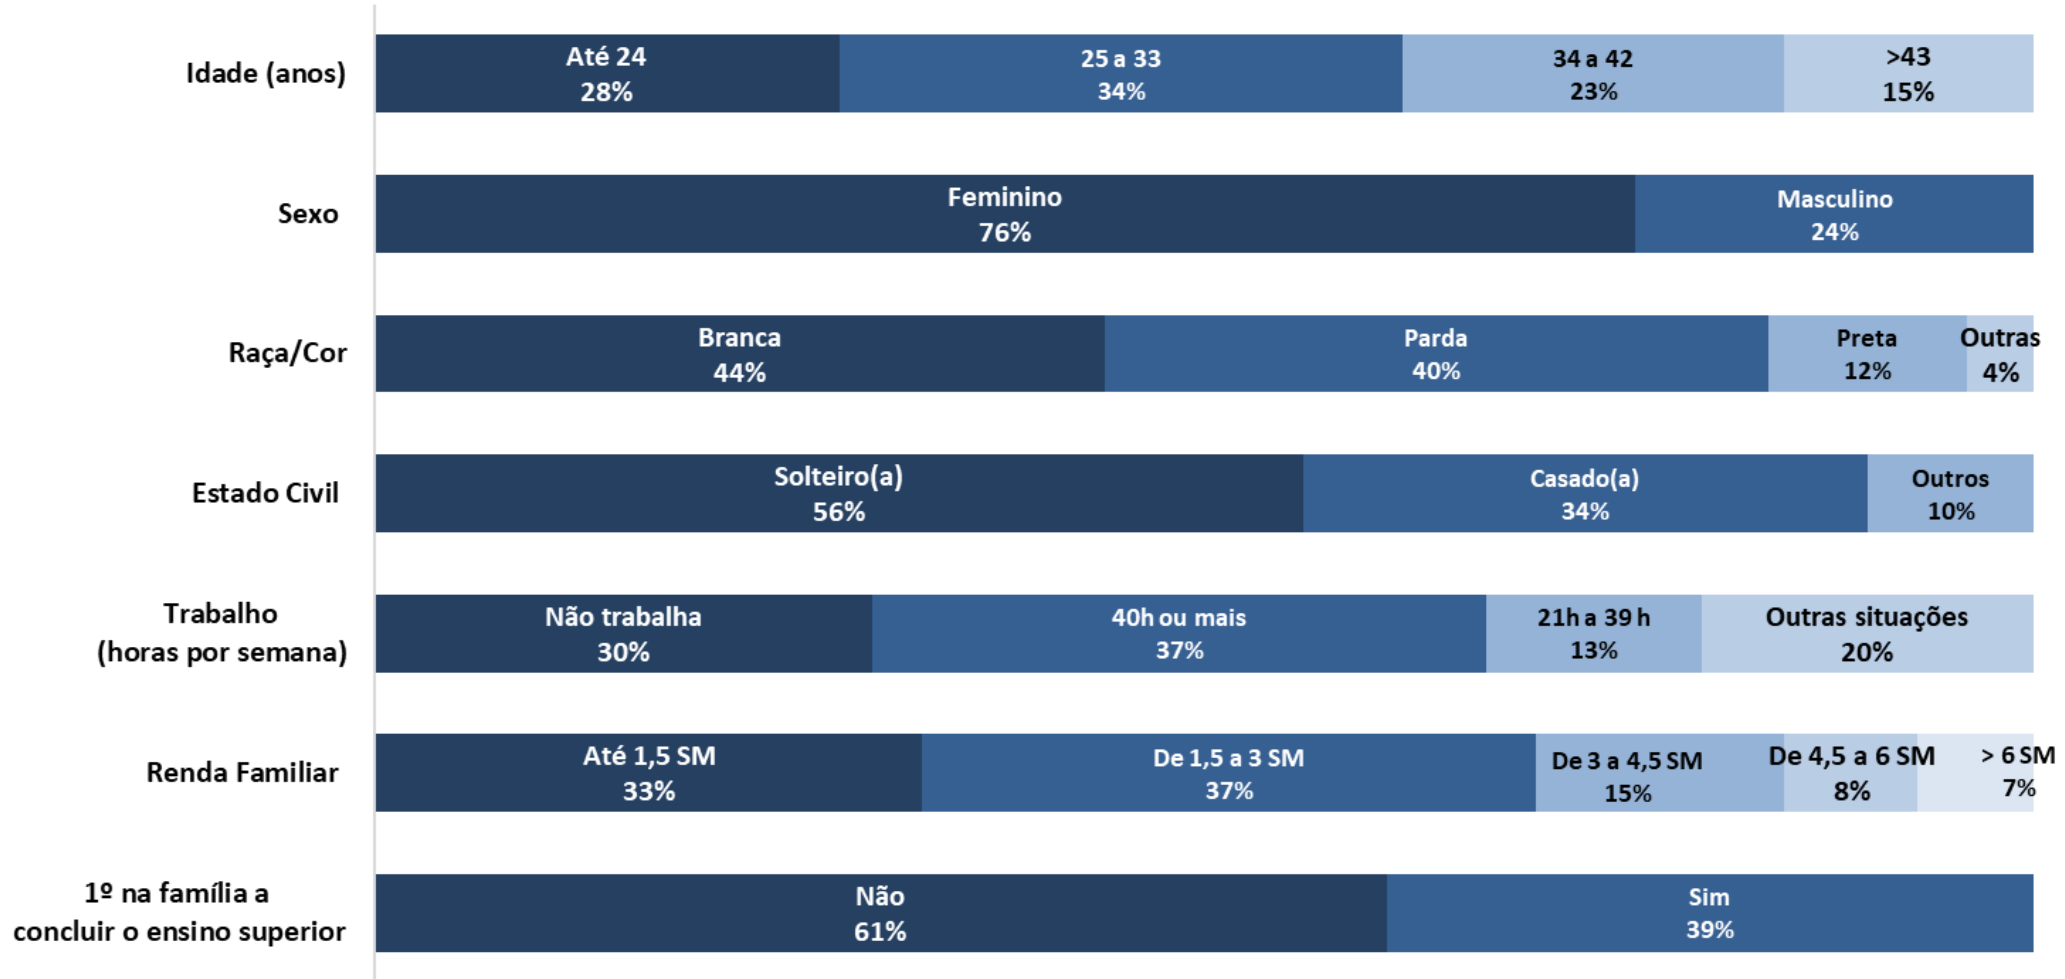 Idade (anos)
Até 24
28%
25 a 33
34%
34 a 42
23%
>43
15%
Sexo
Feminino
76%
Masculino
24%
Raça/Cor
Branca
44%
Parda
40%
Preta
12%
Outras
4%
Estado Civil
Solteiro(a)
56%
Casado(a)
34%
Outros
10%
Trabalho
(horas por semana)
Não trabalha
30%
40h ou mais
37%
21h a 39 h
13%
Outras situações
20%
Renda Familiar
Até 1,5 SM
33%
De 1,5 a 3 SM
37%
De 3 a 4,5 SM
15%
De 4,5 a 6 SM
8%
> 6 SM
7%
1º na família a
concluir o ensino superior
Não
61%
Sim
39%